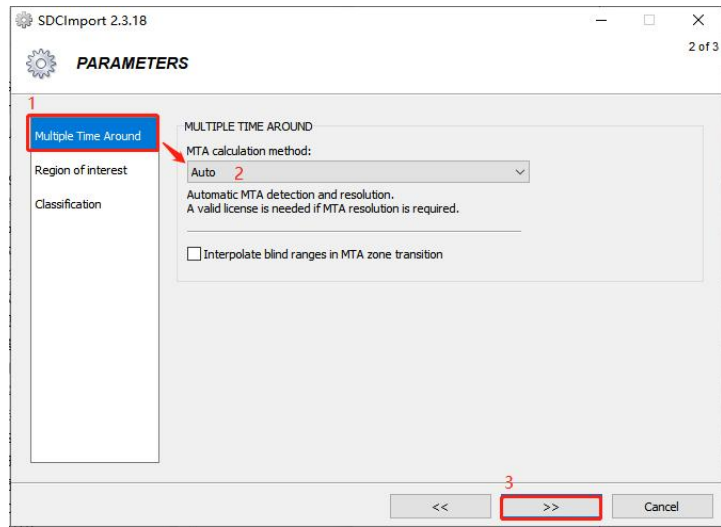 SDCImport 2.3.18
2 of 3
PARAMETERS
1
Multiple Time Around
Region of interest
Classification
MULTIPLE TIME AROUND
MTA calculation method:
Auto 2
Automatic MTA detection and resolution.
A valid license is needed if MTA resolution is required.
Interpolate blind ranges in MTA zone transition
3
<<
>>
Cancel